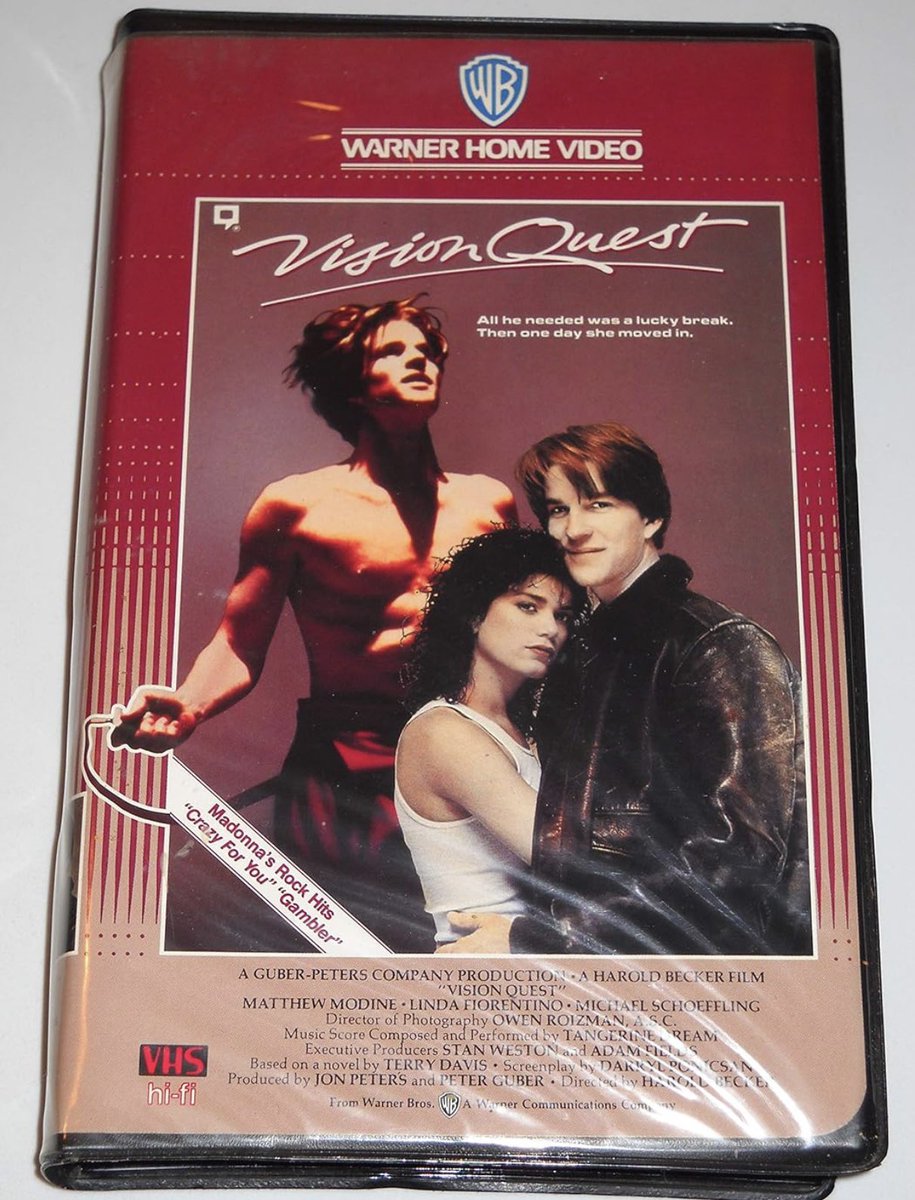 WB
WARNER HOME VIDEO
Vision Quest
All he needed was a lucky break.
Then one day she moved in.
Madonna's Rock Hits
"Crazy For You" "Gambler"
A GUBER-PETERS COMPANY PRODUCTION • A HAROLD BECKER FILM
"VISION QUEST"
MATTHEW MODINE • LINDA FIORENTINO • MICHAEL SCHOEFFLING
Director of Photography OWEN ROIZMAN, A.S.C.
Music Score Composed and Performed by TANGERINE DREAM
Executive Producers STAN WESTON and ADAM FIELDS
Based on a novel by TERRY DAVIS • Screenplay by DARRYL PONICSAN
Produced by JON PETERS and PETER GUBER • Directed by HAROLD BECKER
From Warner Bros. WB A Warner Communications Company
VHS
hi-fi